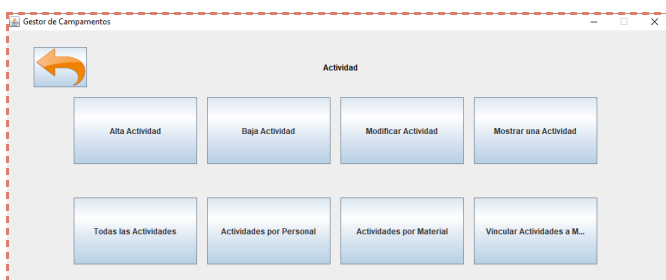 Gestor de Campamentos
Actividad
Alta Actividad
Baja Actividad
Modificar Actividad
Mostrar una Actividad
Todas las Actividades
Actividades por Personal
Actividades por Material
Vincular Actividades a M...